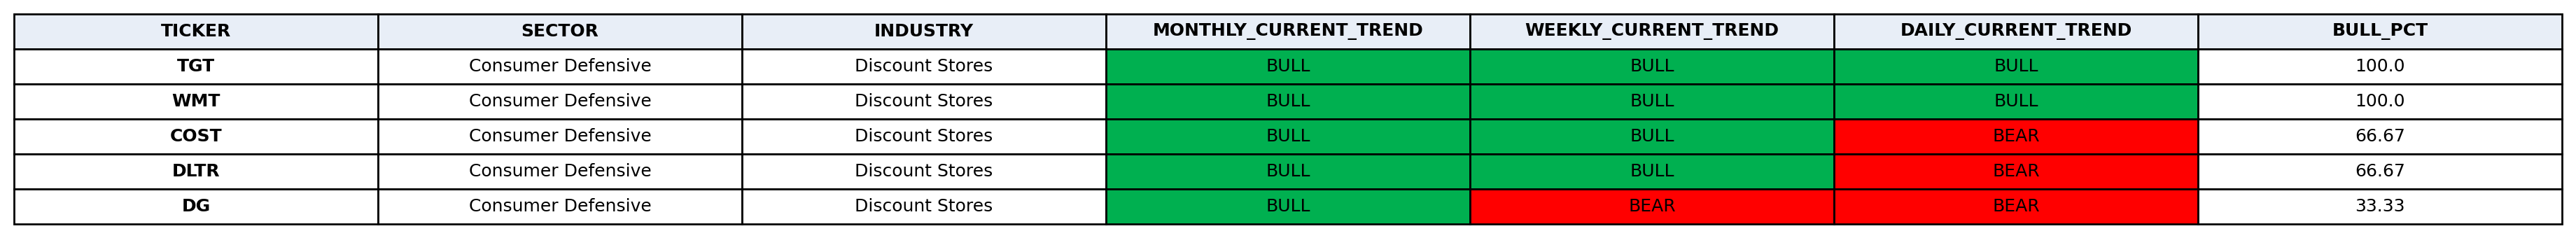 TICKER SECTOR INDUSTRY MONTHLY_CURRENT_TREND WEEKLY_CURRENT_TREND DAILY_CURRENT_TREND BULL_PCT
TGT Consumer Defensive Discount Stores BULL BULL BULL 100.0
WMT Consumer Defensive Discount Stores BULL BULL BULL 100.0
COST Consumer Defensive Discount Stores BULL BULL BEAR 66.67
DLTR Consumer Defensive Discount Stores BULL BULL BEAR 66.67
DG Consumer Defensive Discount Stores BULL BEAR BEAR 33.33